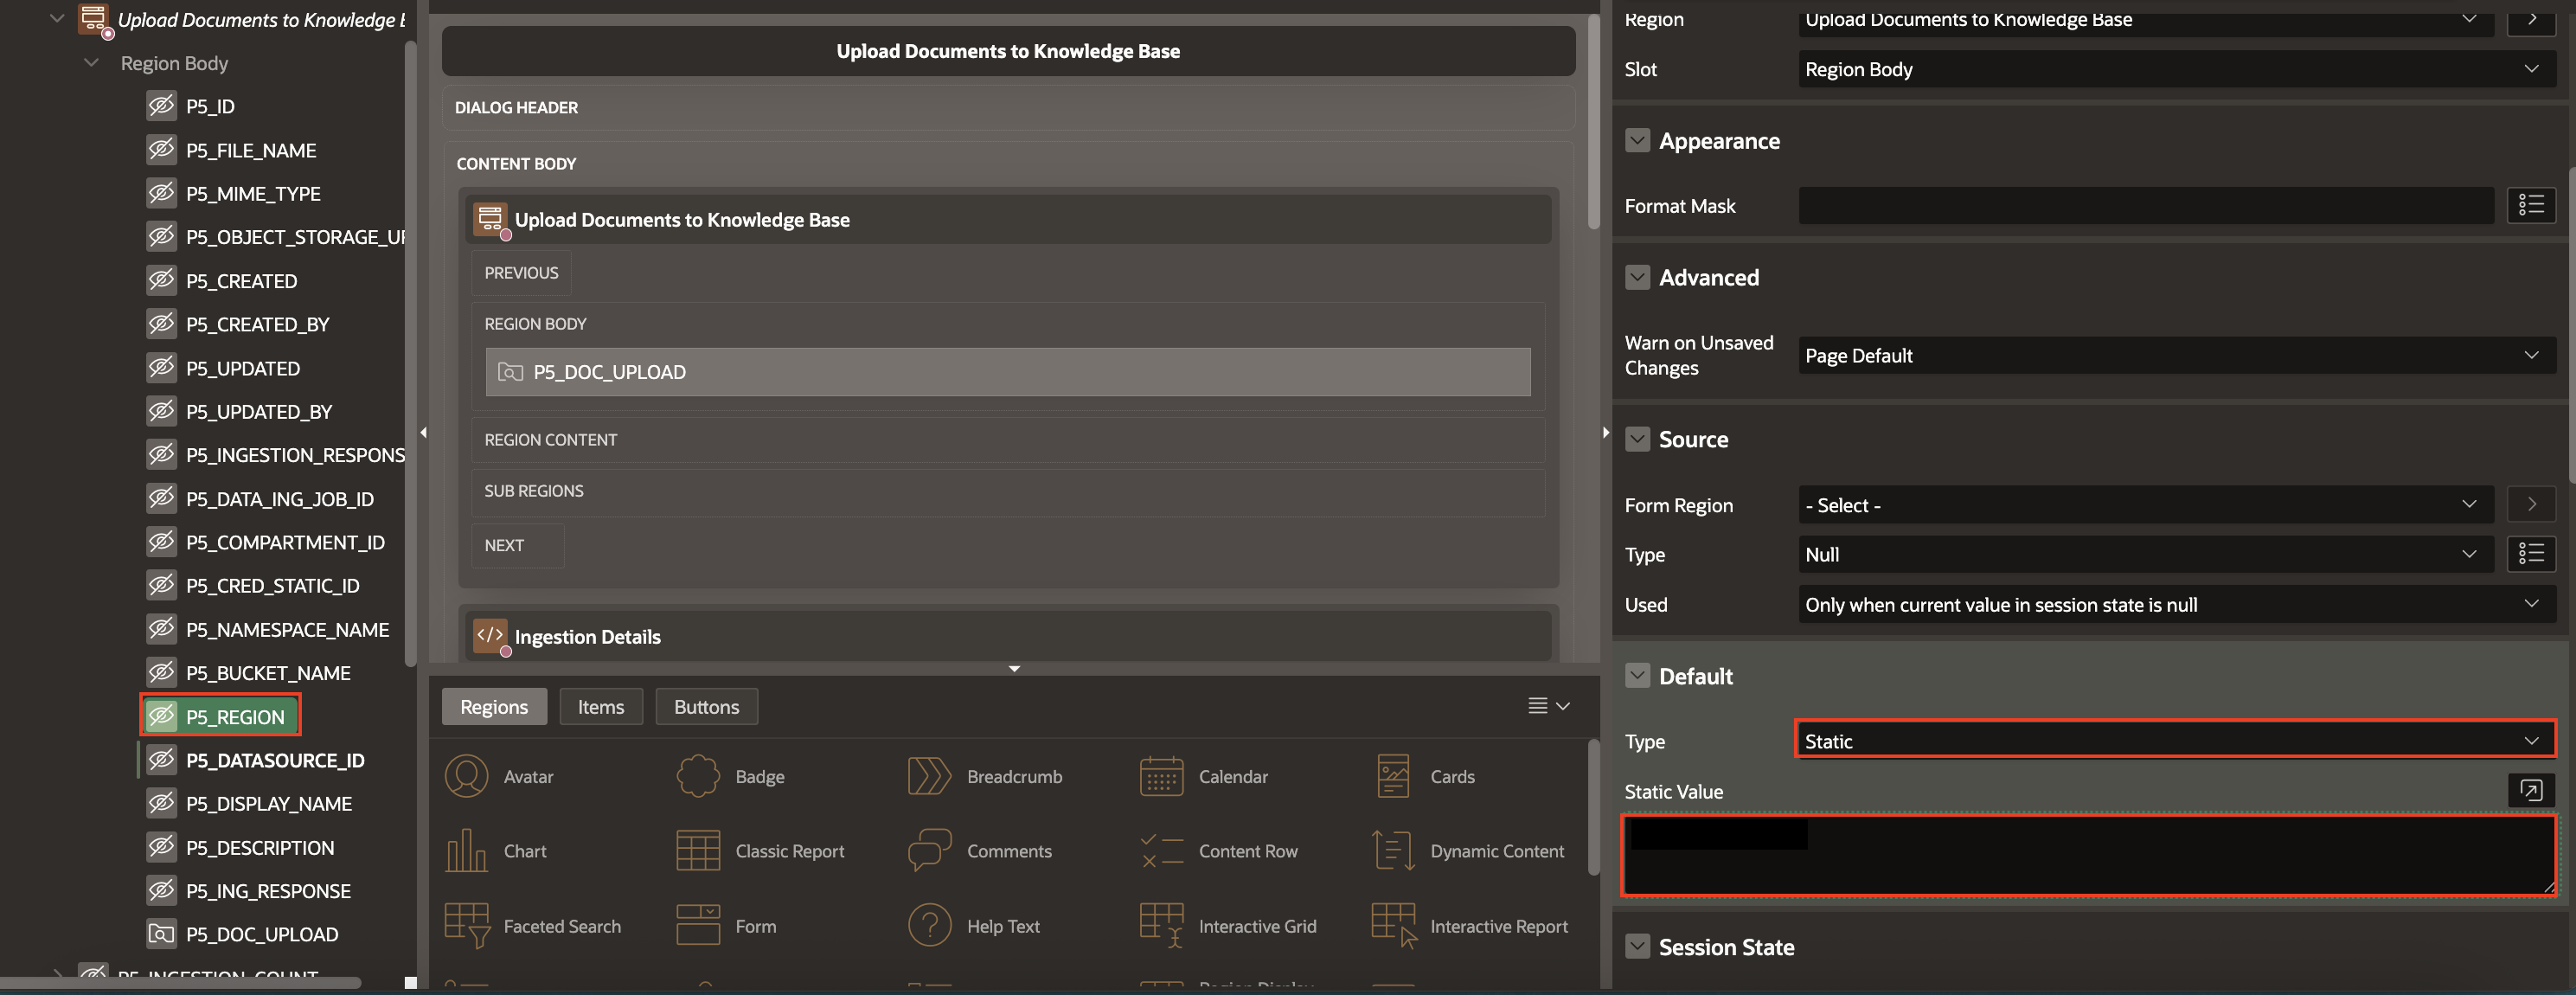 Upload Documents to Knowledge
Region Body
P5_ID
P5_FILE_NAME
P5_MIME_TYPE
P5_OBJECT_STORAGE_UR
P5_CREATED
P5_CREATED_BY
P5_UPDATED
P5_UPDATED_BY
P5_INGESTION_RESPONS
P5_DATA_ING_JOB_ID
P5_COMPARTMENT_ID
P5_CRED_STATIC_ID
P5_NAMESPACE_NAME
P5_BUCKET_NAME
P5_REGION
P5_DATASOURCE_ID
P5_DISPLAY_NAME
P5_DESCRIPTION
P5_ING_RESPONSE
P5_DOC_UPLOAD
P5_INGESTION_COUNT
Upload Documents to Knowledge Base
DIALOG HEADER
CONTENT BODY
Upload Documents to Knowledge Base
PREVIOUS
REGION BODY
P5_DOC_UPLOAD
REGION CONTENT
SUB REGIONS
NEXT
Ingestion Details
Regions Items Buttons
Avatar Badge Breadcrumb Calendar Cards
Chart Classic Report Comments Content Row Dynamic Content
Faceted Search Form Help Text Interactive Grid Interactive Report
Region Display
Region Upload Documents to Knowledge Base
Slot Region Body
Appearance
Format Mask
Advanced
Warn on Unsaved
Changes Page Default
Source
Form Region - Select -
Type Null
Used Only when current value in session state is null
Default
Type Static
Static Value
Session State